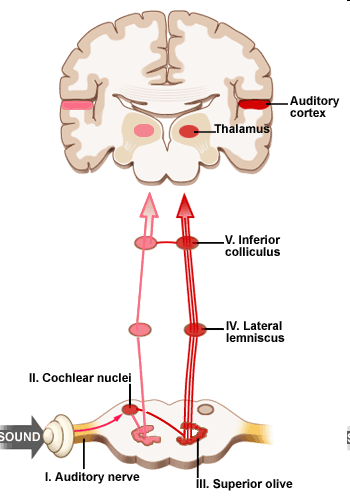 Auditory
cortex
Thalamus
V. Inferior
colliculus
IV. Lateral
lemniscus
II. Cochlear nuclei
SOUND
I. Auditory nerve
III. Superior olive